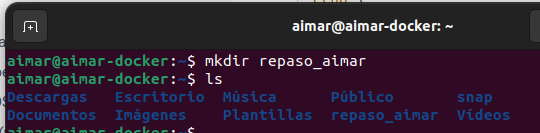 aimar@aimar-docker: ~
aimar@aimar-docker:~$ mkdir repaso_aimar
aimar@aimar-docker:~$ ls
Descargas Escritorio Música Público snap
Documentos Imágenes Plantillas repaso_aimar Vídeos
aimar@aimar-docker:~$